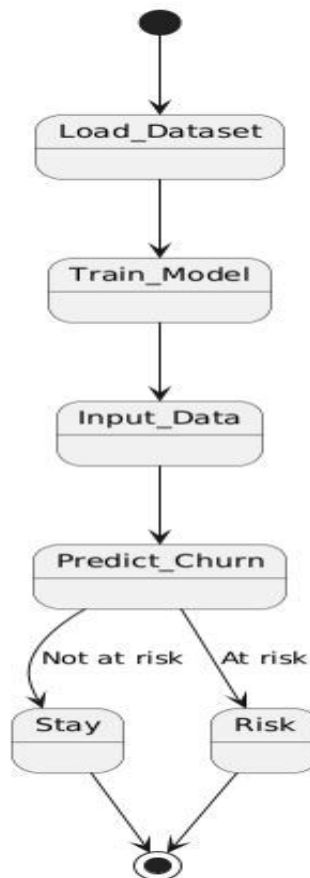 Load_Dataset
Train_Model
Input_Data
Predict_Churn
Not at risk
At risk
Stay
Risk